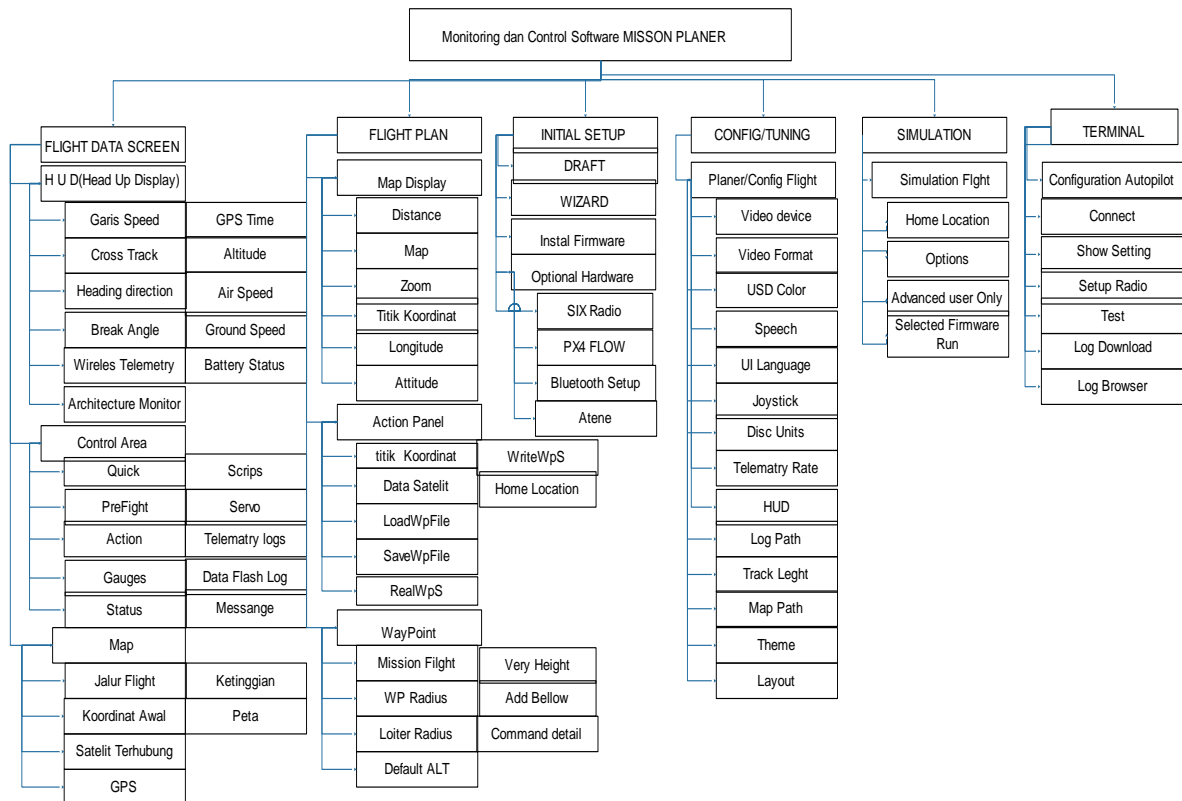 Monitoring dan Control Software MISSON PLANER
FLIGHT DATA SCREEN
H U D(Head Up Display)
Garis Speed
GPS Time
Cross Track
Altitude
Heading direction
Air Speed
Break Angle
Ground Speed
Wireles Telemetry
Battery Status
Architecture Monitor
Control Area
Quick
Scrips
PreFight
Servo
Action
Telematry logs
Gauges
Data Flash Log
Status
Messange
Map
Jalur Flight
Ketinggian
Koordinat Awal
Peta
Satelit Terhubung
GPS
FLIGHT PLAN
Map Display
Distance
Map
Zoom
Titik Koordinat
Longitude
Attitude
Action Panel
titik Koordinat
WriteWpS
Data Satelit
Home Location
LoadWpFile
SaveWpFile
RealWpS
WayPoint
Mission Filght
Very Height
WP Radius
Add Bellow
Loiter Radius
Command detail
Default ALT
INITIAL SETUP
DRAFT
WIZARD
Instal Firmware
Optional Hardware
SIX Radio
PX4 FLOW
Bluetooth Setup
Atene
CONFIG/TUNING
Planer/Config Flight
Video device
Video Format
USD Color
Speech
UI Language
Joystick
Disc Units
Telematry Rate
HUD
Log Path
Track Leght
Map Path
Theme
Layout
SIMULATION
Simulation Flght
Home Location
Options
Advanced user Only
Selected Firmware
Run
TERMINAL
Configuration Autopilot
Connect
Show Setting
Setup Radio
Test
Log Download
Log Browser